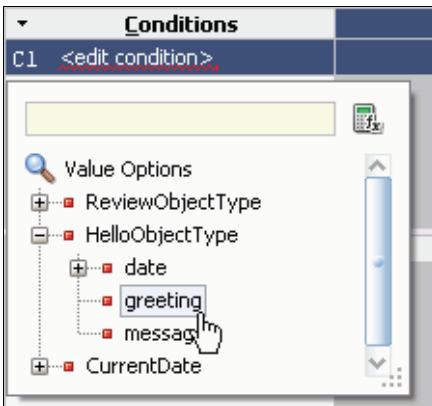 Conditions
C1 <edit condition>
Value Options
ReviewObjectType
HelloObjectType
date
greeting
CurrentDate